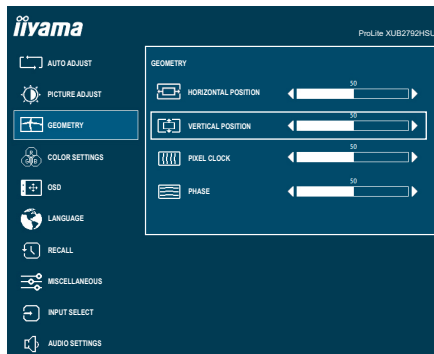 iiyama
ProLite XUB2792HSU
AUTO ADJUST
PICTURE ADJUST
GEOMETRY
COLOR SETTINGS
R
G B
OSD
LANGUAGE
RECALL
MISCELLANEOUS
INPUT SELECT
AUDIO SETTINGS
GEOMETRY
HORIZONTAL POSITION
50
VERTICAL POSITION
50
PIXEL CLOCK
50
PHASE
50